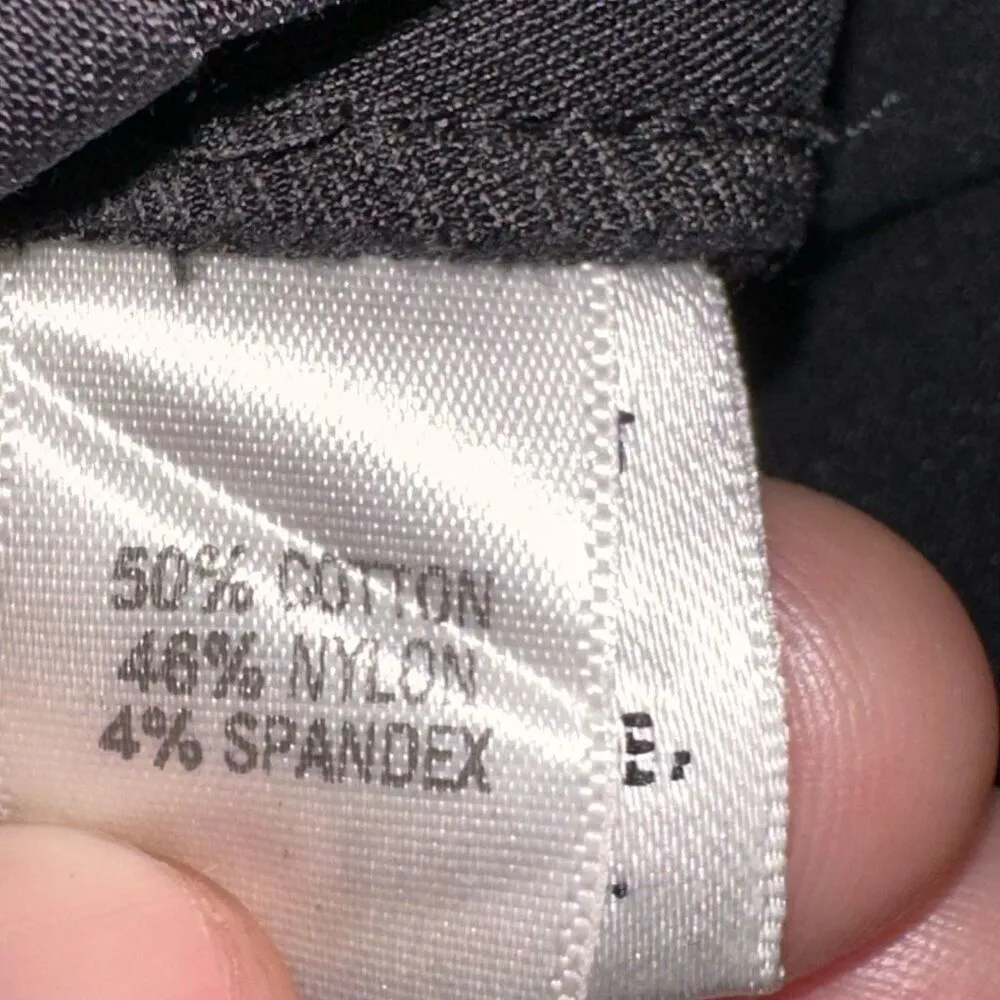 50% COTTON
46% NYLON
4% SPANDEX
E,